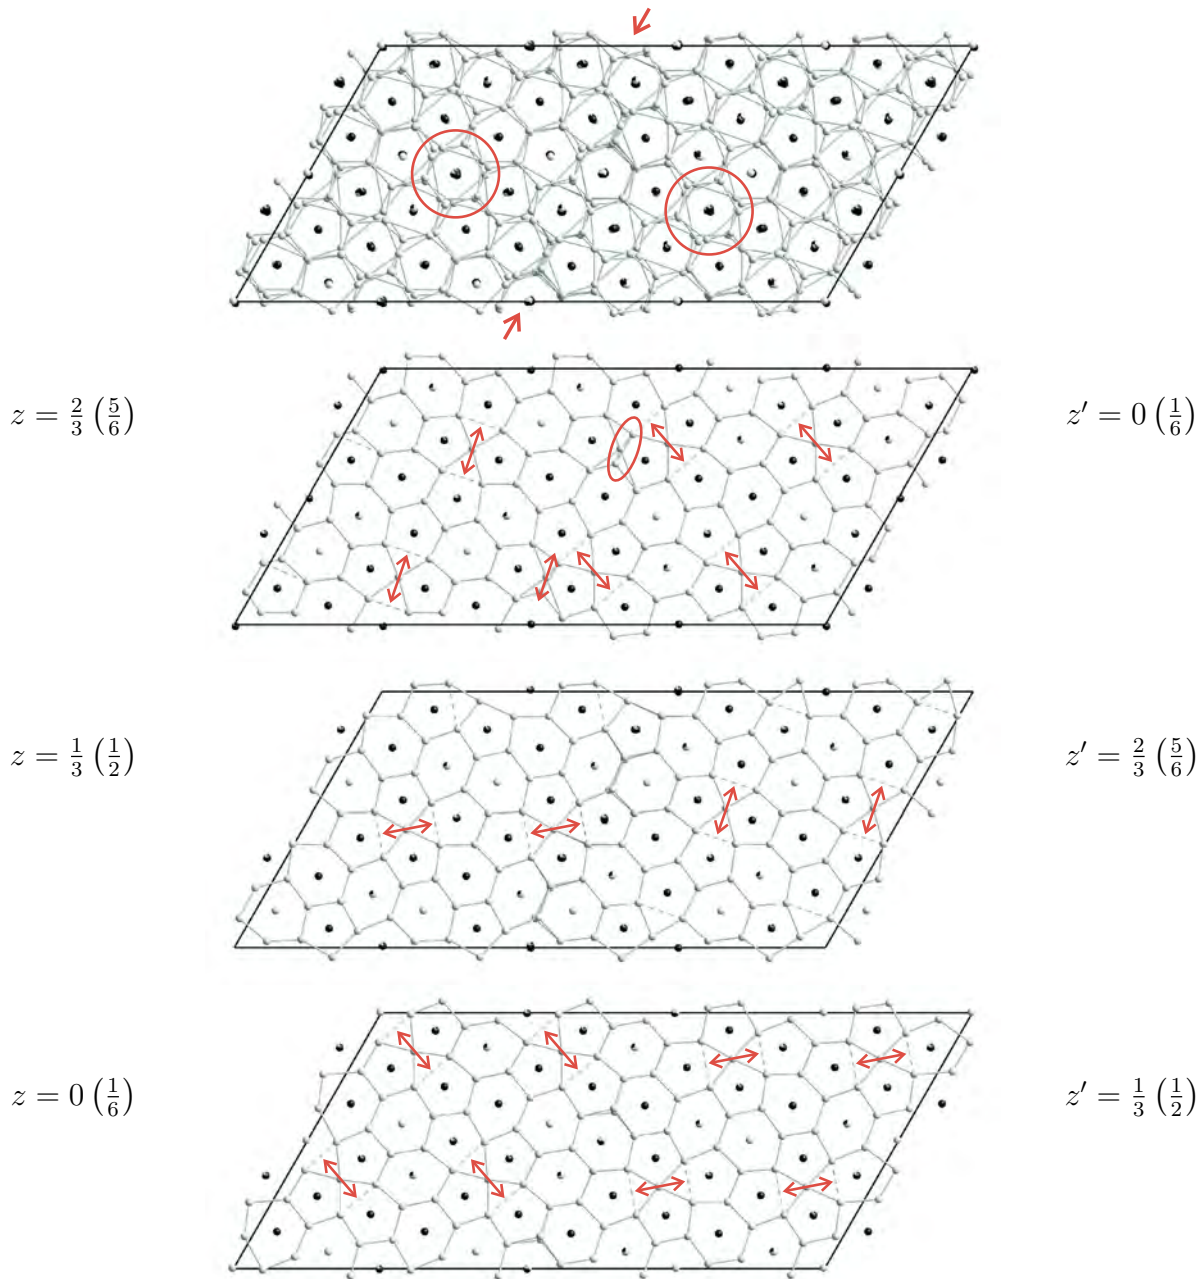 z = 2/3 (5/6)
z′ = 0 (1/6)
z = 1/3 (1/2)
z′ = 2/3 (5/6)
z = 0 (1/6)
z′ = 1/3 (1/2)